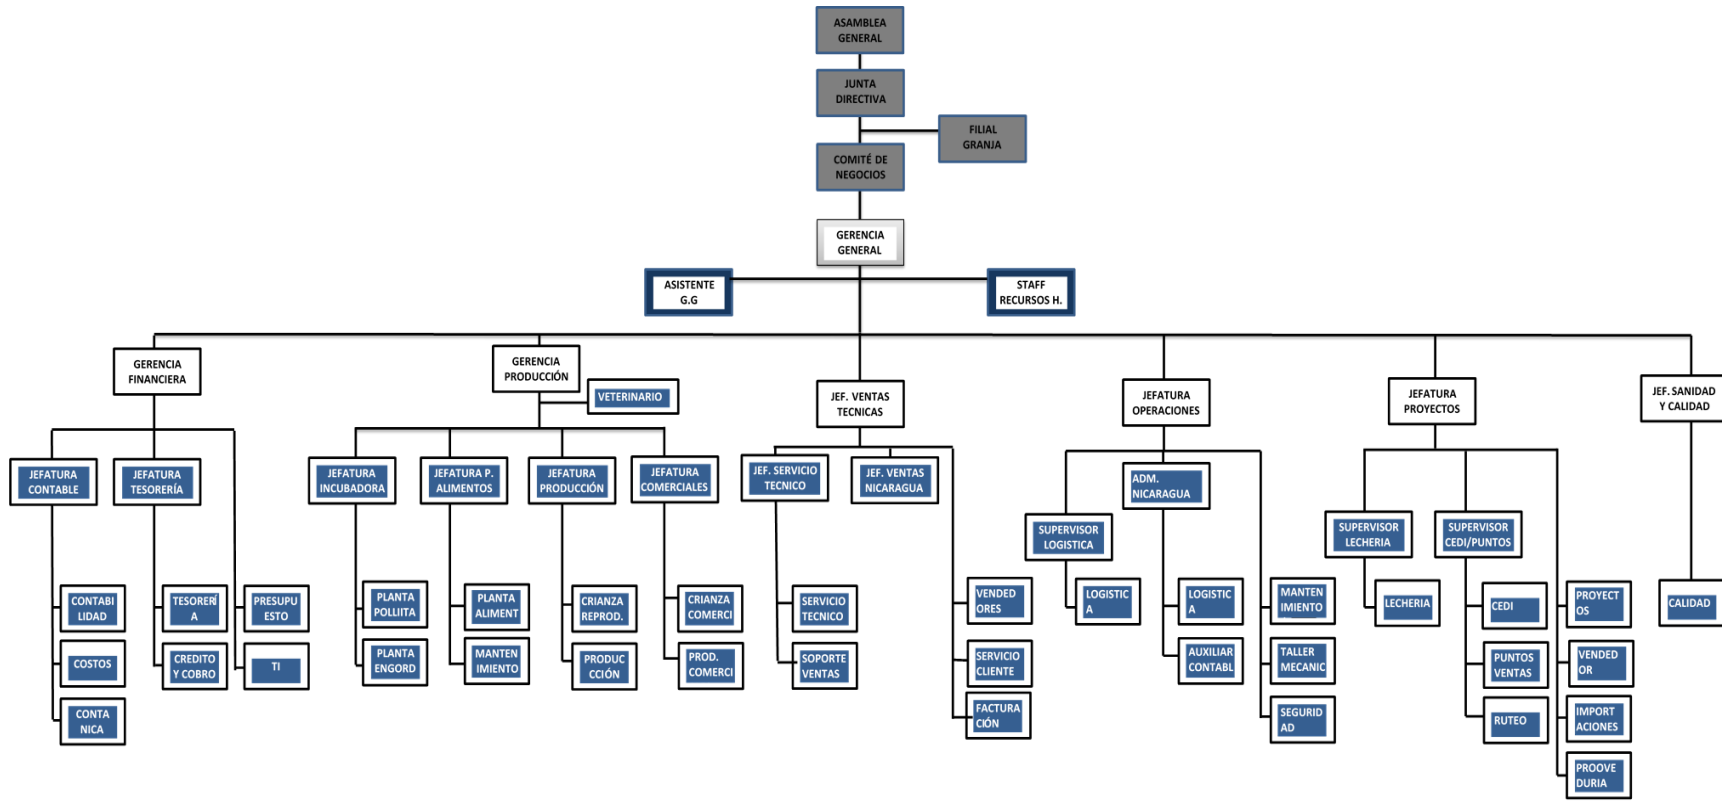 ASAMBLEA
GENERAL
JUNTA
DIRECTIVA
FILIAL
GRANJA
COMITÉ DE
NEGOCIOS
GERENCIA
GENERAL
ASISTENTE
G.G
STAFF
RECURSOS H.
GERENCIA
FINANCIERA
GERENCIA
PRODUCCIÓN
VETERINARIO
JEF. VENTAS
TECNICAS
JEFATURA
OPERACIONES
JEFATURA
PROYECTOS
JEF. SANIDAD
Y CALIDAD
JEFATURA
CONTABLE
JEFATURA
TESORERÍA
JEFATURA
INCUBADORA
JEFATURA P.
ALIMENTOS
JEFATURA
PRODUCCIÓN
JEFATURA
COMERCIALES
JEF. SERVICIO
TECNICO
JEF. VENTAS
NICARAGUA
ADM.
NICARAGUA
SUPERVISOR
LOGISTICA
SUPERVISOR
LECHERIA
SUPERVISOR
CEDI/PUNTOS
CONTABI
LIDAD
TESORERÍ
A
PRESUPU
ESTO
PLANTA
POLLIITA
PLANTA
ALIMENT
CRIANZA
REPROD.
CRIANZA
COMERCI
SERVICIO
TECNICO
VENDED
ORES
LOGISTIC
A
LOGISTIC
A
MANTEN
IMIENTO
LECHERIA
CEDI
PROYECT
OS
CALIDAD
COSTOS
CREDITO
Y COBRO
TI
PLANTA
ENGORD
MANTEN
IMIENTO
PRODUC
CCIÓN
PROD.
COMERCI
SOPORTE
VENTAS
SERVICIO
CLIENTE
AUXILIAR
CONTABL
TALLER
MECANIC
PUNTOS
VENTAS
VENDED
OR
CONTA
NICA
FACTURA
CIÓN
SEGURID
AD
RUTEO
IMPORT
ACIONES
PROOVE
DURIA